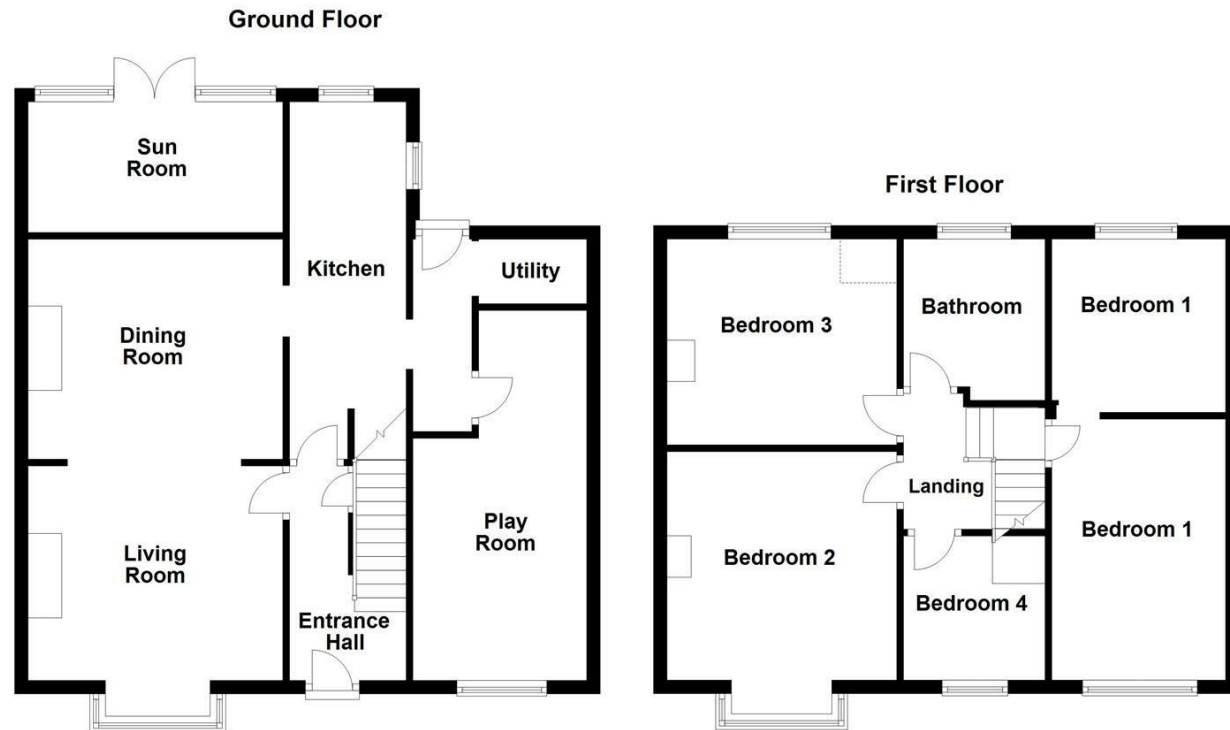 Ground Floor
Sun
Room
Kitchen
Utility
Dining
Room
Living
Room
Play
Room
Entrance
Hall
First Floor
Bedroom 3
Bathroom
Bedroom 1
Landing
Bedroom 2
Bedroom 1
Bedroom 4